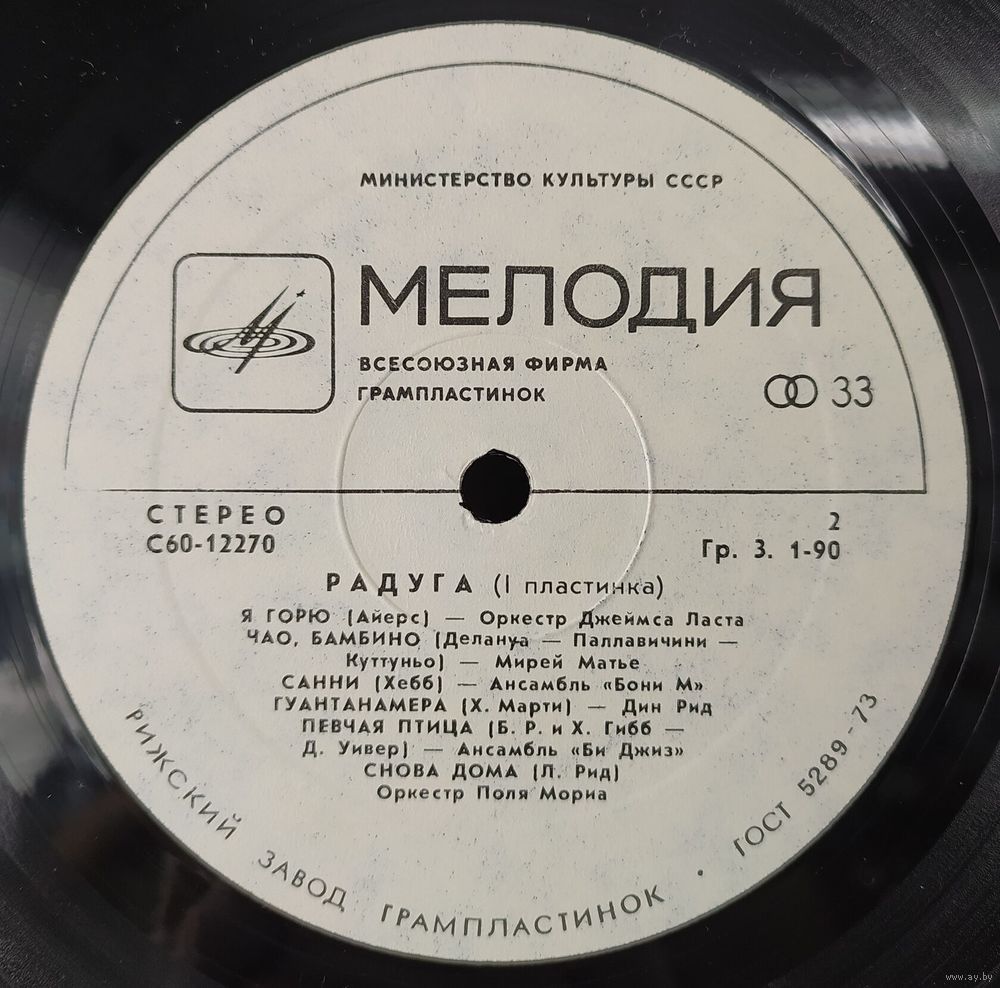 МИНИСТЕРСТВО КУЛЬТУРЫ СССР
МЕЛОДИЯ
ВСЕСОЮЗНАЯ ФИРМА
ГРАМПЛАСТИНОК
33
СТЕРЕО
С60-12270
2
Гр. 3. 1-90
РАДУГА (I пластинка)
Я ГОРЮ (Айерс) — Оркестр Джеймса Ласта
ЧАО, БАМБИНО (Делануа — Паллавичини —
Куттуньо) — Мирей Матье
САННИ (Хебб) — Ансамбль «Бони М»
ГУАНТАНАМЕРА (Х. Марти) — Дин Рид
ПЕВЧАЯ ПТИЦА (Б. Р. и Х. Гибб —
Д. Уивер) — Ансамбль «Би Джиз»
СНОВА ДОМА (Л. Рид)
Оркестр Поля Мориа
РИЖСКИЙ ЗАВОД ГРАМПЛАСТИНОК · ГОСТ 5289-73
www.ay.by